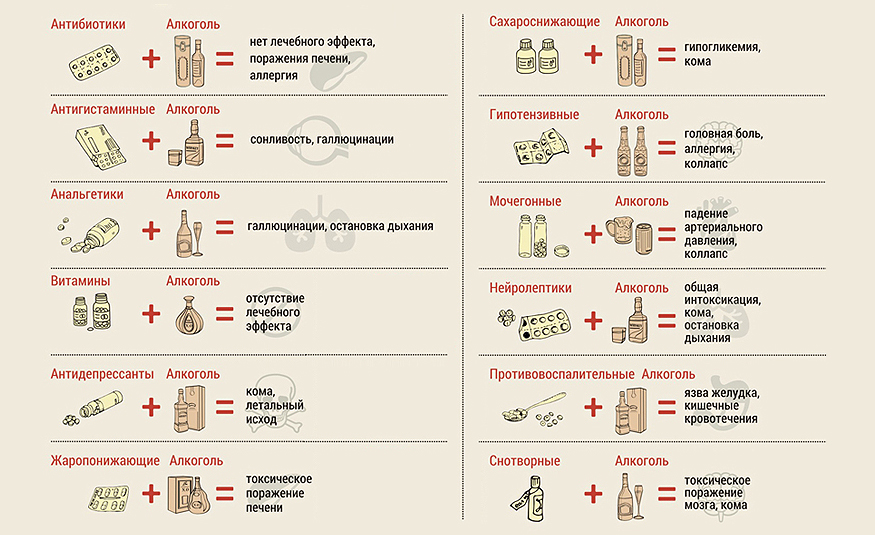 Антибиотики Алкоголь
нет лечебного эффекта,
поражения печени,
аллергия
Антигистаминные Алкоголь
сонливость, галлюцинации
Анальгетики Алкоголь
галлюцинации, остановка дыхания
Витамины Алкоголь
отсутствие
лечебного
эффекта
Антидепрессанты Алкоголь
кома,
летальный
исход
Жаропонижающие Алкоголь
токсическое
поражение
печени
Сахароснижающие Алкоголь
гипогликемия,
кома
Гипотензивные Алкоголь
головная боль,
аллергия,
коллапс
Мочегонные Алкоголь
падение
артериального
давления,
коллапс
Нейролептики Алкоголь
общая
интоксикация,
кома,
остановка
дыхания
Противовоспалительные Алкоголь
язва желудка,
кишечные
кровотечения
Снотворные Алкоголь
токсическое
поражение
мозга, кома